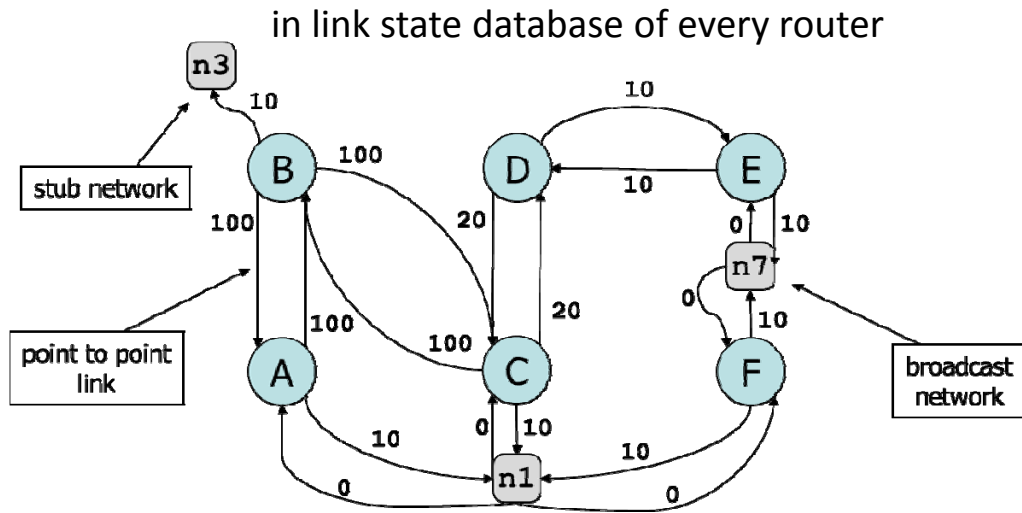 in link state database of every router
n3
10
stub network
B
100
D
10
E
10
100
20
0
10
n7
0
20
10
point to point
link
100
100
A
C
F
broadcast
network
10
0
10
10
n1
0
0